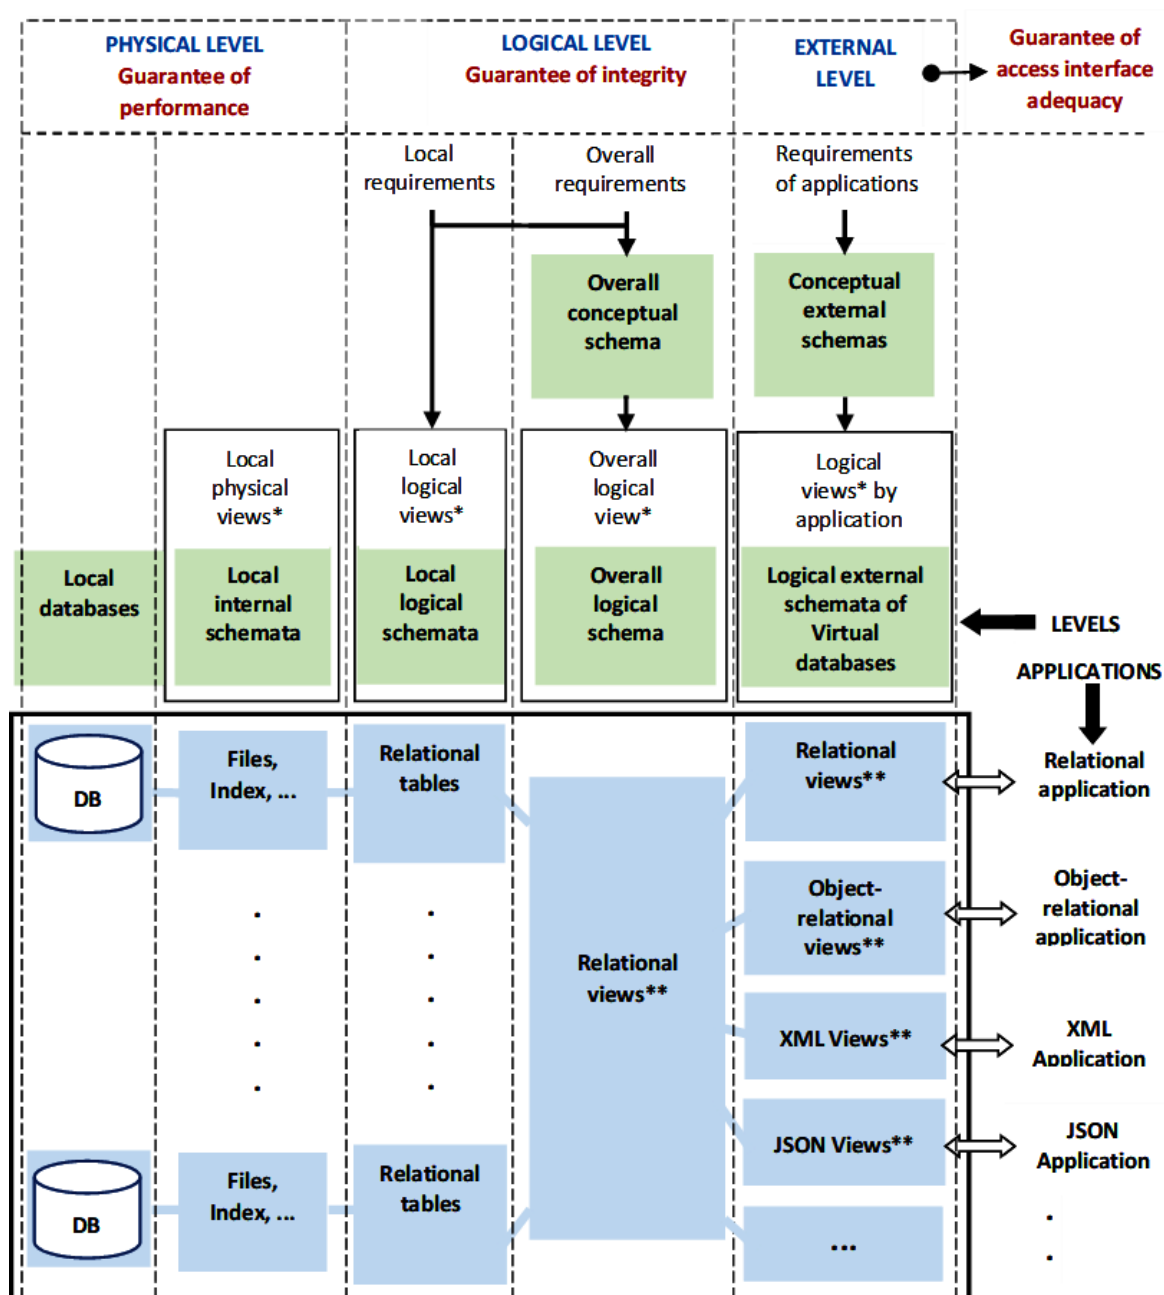 PHYSICAL LEVEL
Guarantee of
performance
LOGICAL LEVEL
Guarantee of integrity
EXTERNAL
LEVEL
Guarantee of
access interface
adequacy
Local
requirements
Overall
requirements
Requirements
of applications
Overall
conceptual
schema
Conceptual
external
schemas
Local
physical
views*
Local
logical
views*
Overall
logical
view*
Logical
views* by
application
Local
databases
Local
internal
schemata
Local
logical
schemata
Overall
logical
schema
Logical external
schemata of
Virtual
databases
LEVELS
APPLICATIONS
DB
Files,
Index, ...
Relational
tables
Relational
views**
Relational
views**
Relational
application
Object-
relational
views**
Object-
relational
application
XML Views**
XML
Application
JSON Views**
JSON
Application
DB
Files,
Index, ...
Relational
tables
...